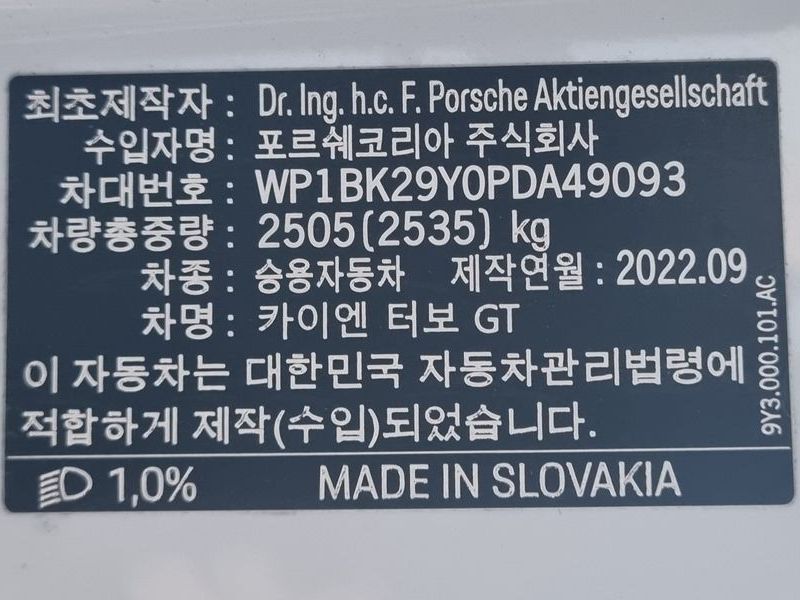 최초제작자 : Dr. Ing. h.c. F. Porsche Aktiengesellschaft
수입자명 : 포르쉐코리아 주식회사
차대번호 : WP1BK29Y0PDA49093
차량총중량 : 2505(2535) kg
차종 : 승용자동차 제작연월 : 2022.09
차명 : 카이엔 터보 GT
이 자동차는 대한민국 자동차관리법령에
적합하게 제작(수입)되었습니다.
1,0% MADE IN SLOVAKIA
9Y3.000.101.AC